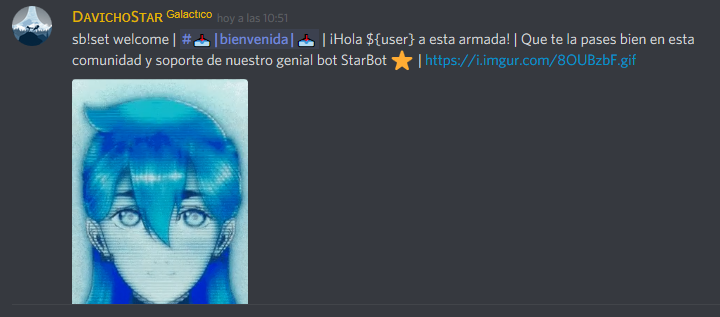 DavichoStar Galactico hoy a las 10:51
sb!set welcome | #📥|bienvenida|📥 | ¡Hola ${user} a esta armada! | Que te la pases bien en esta
comunidad y soporte de nuestro genial bot StarBot ⭐ | https://i.imgur.com/8OUBzbF.gif